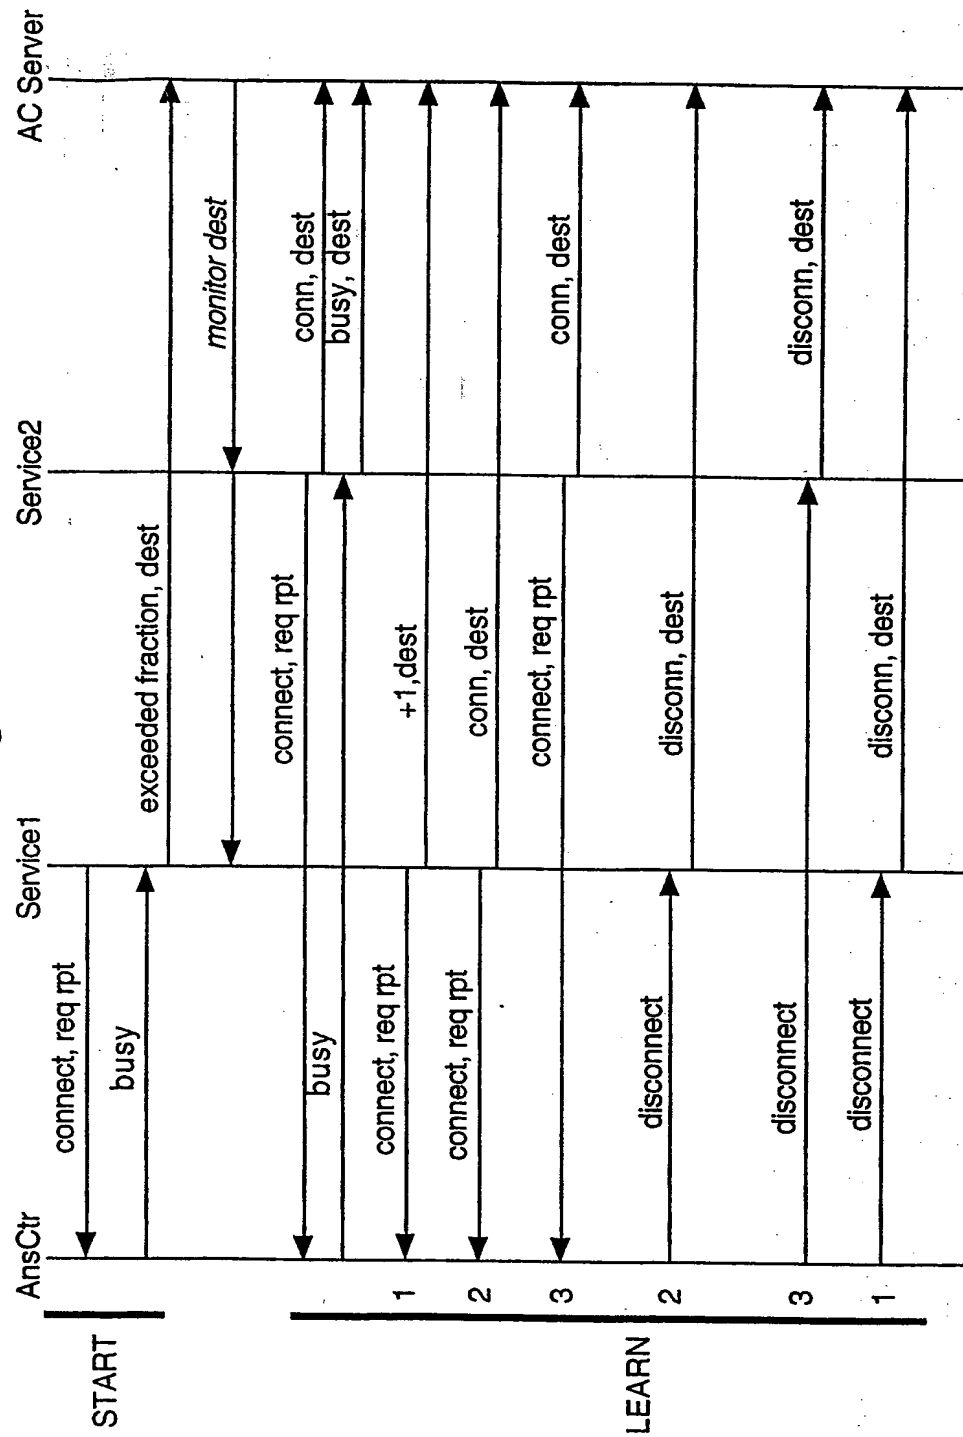 AnsCtr
Service1
Service2
AC Server
START
connect, req rpt
busy
exceeded fraction, dest
monitor dest
LEARN
connect, req rpt
conn, dest
busy
busy, dest
1
connect, req rpt
+1,dest
2
connect, req rpt
conn, dest
3
connect, req rpt
conn, dest
2
disconnect
disconn, dest
3
disconnect
disconn, dest
1
disconnect
disconn, dest